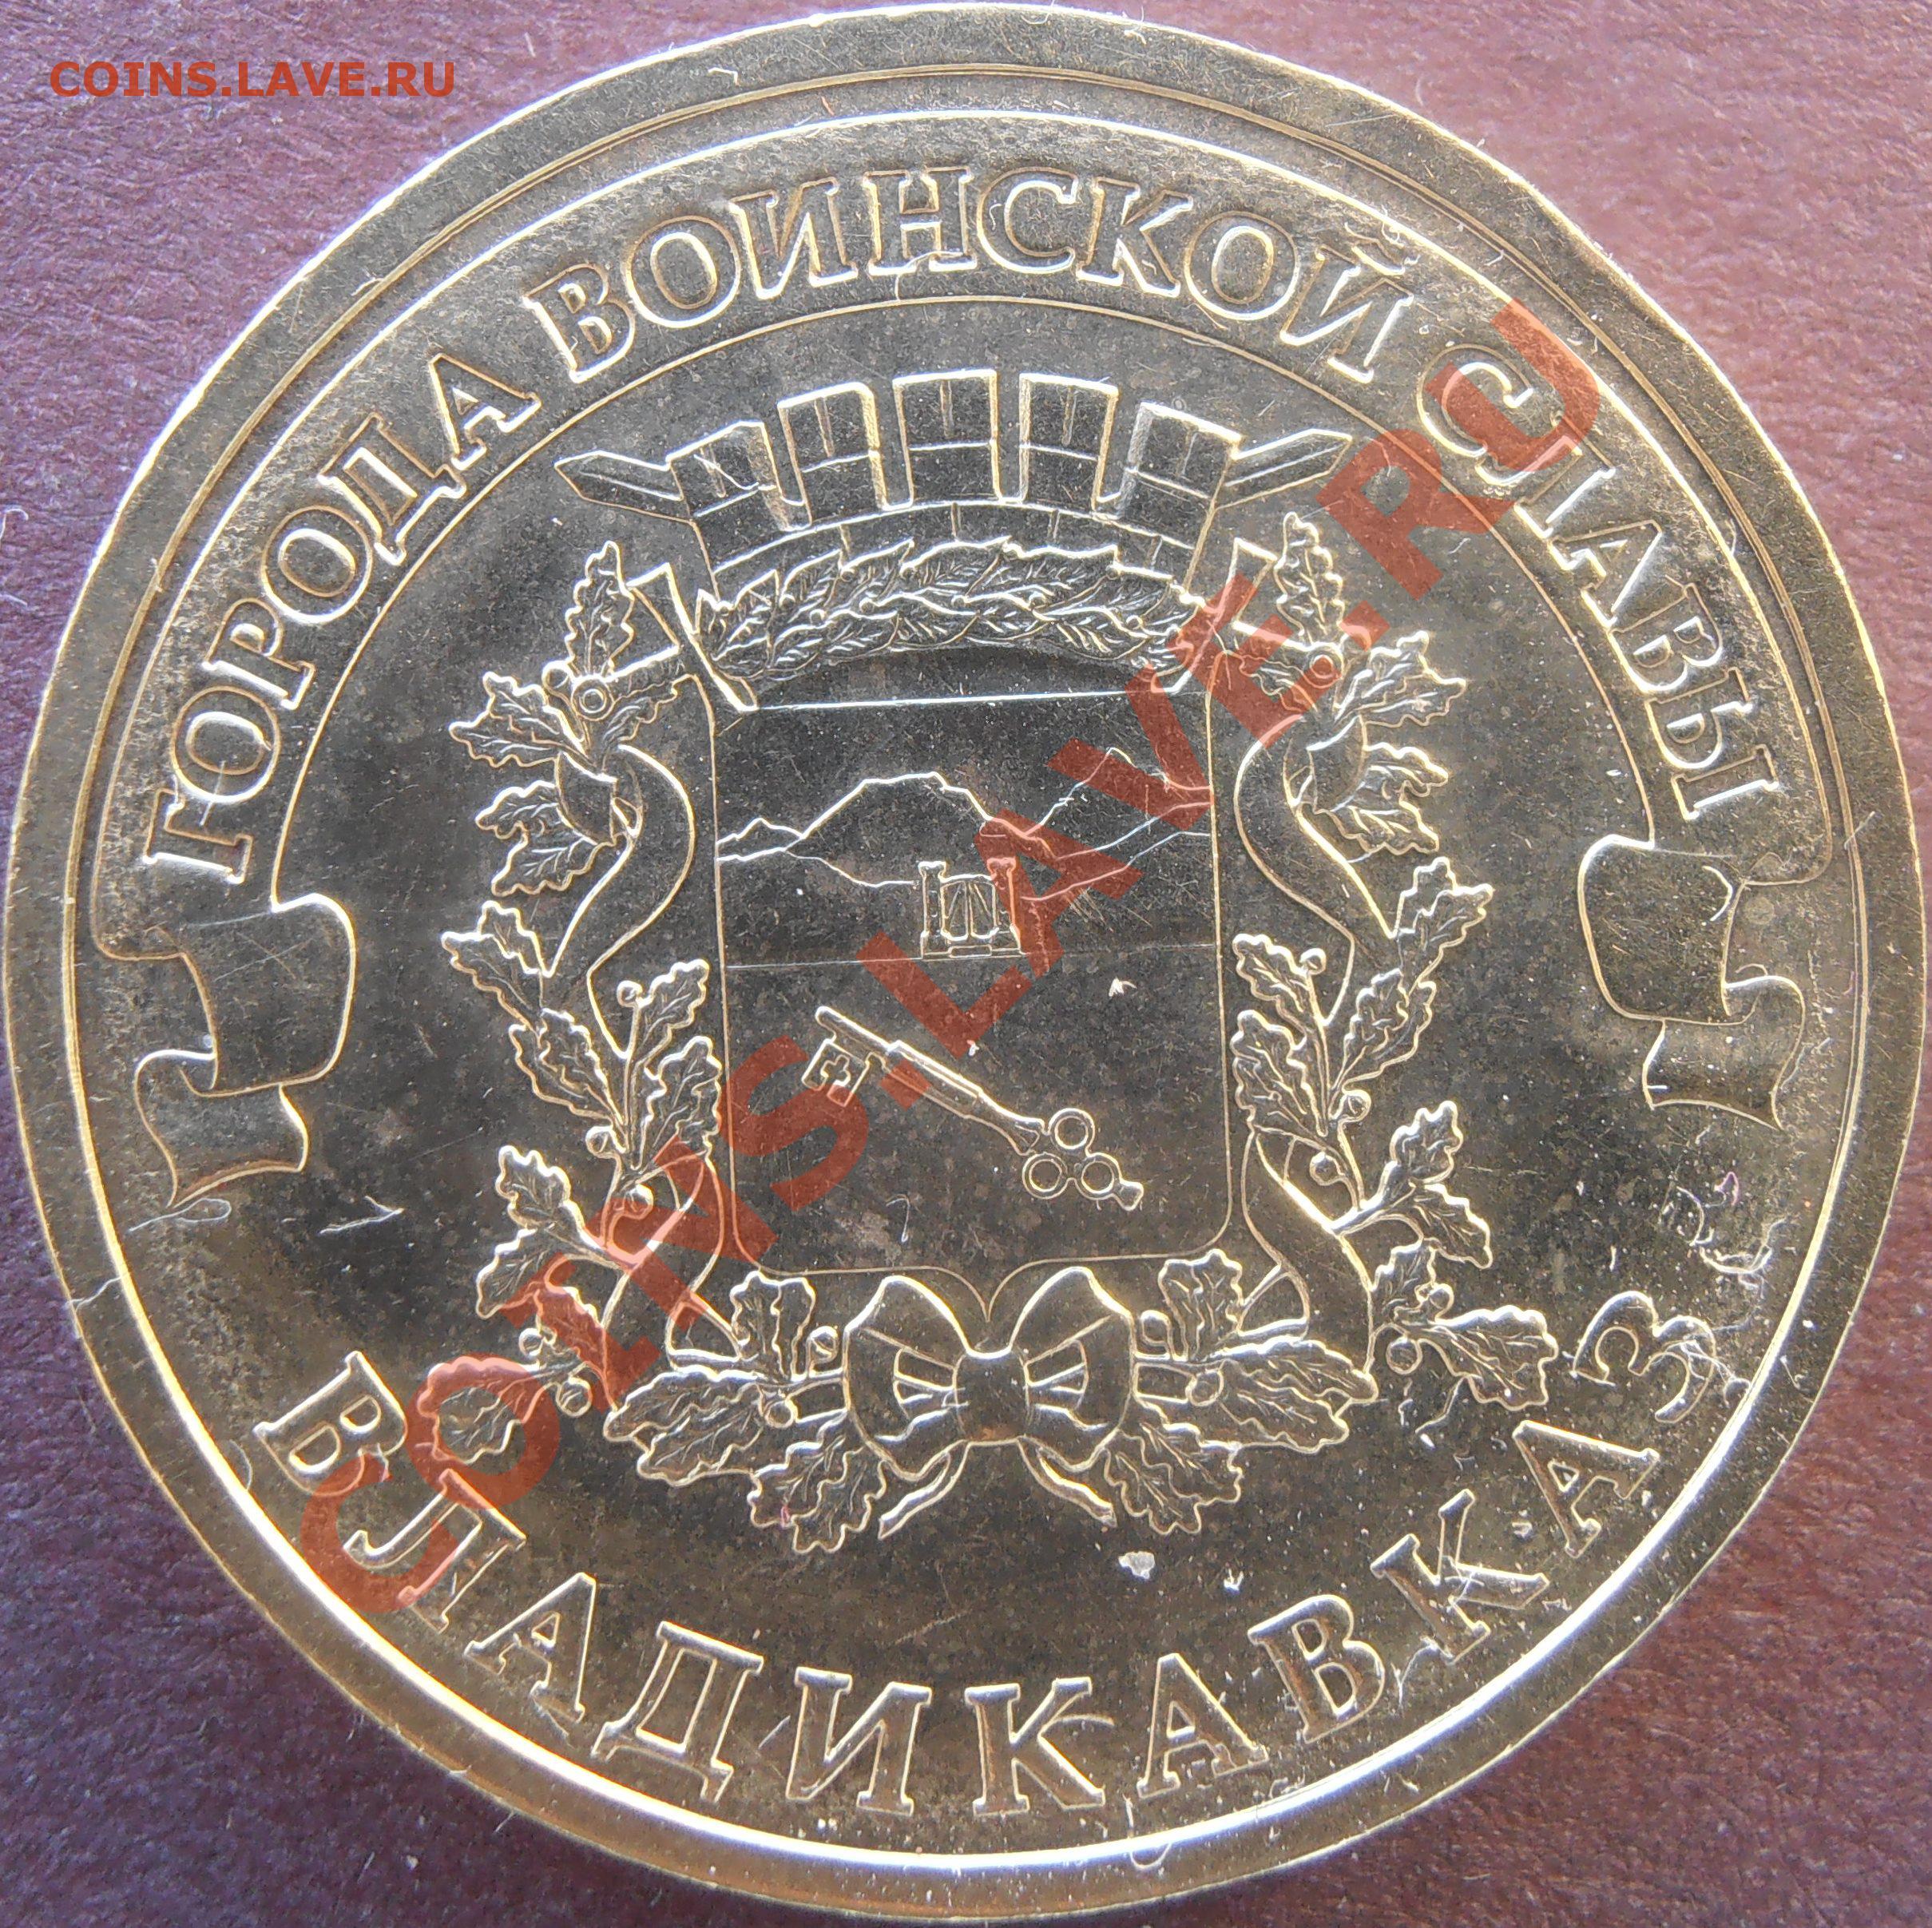 COINS.LAVE.RU
ГОРОДА ВОИНСКОЙ СЛАВЫ
COINS.LAVE.RU
ВЛАДИКАВКАЗ